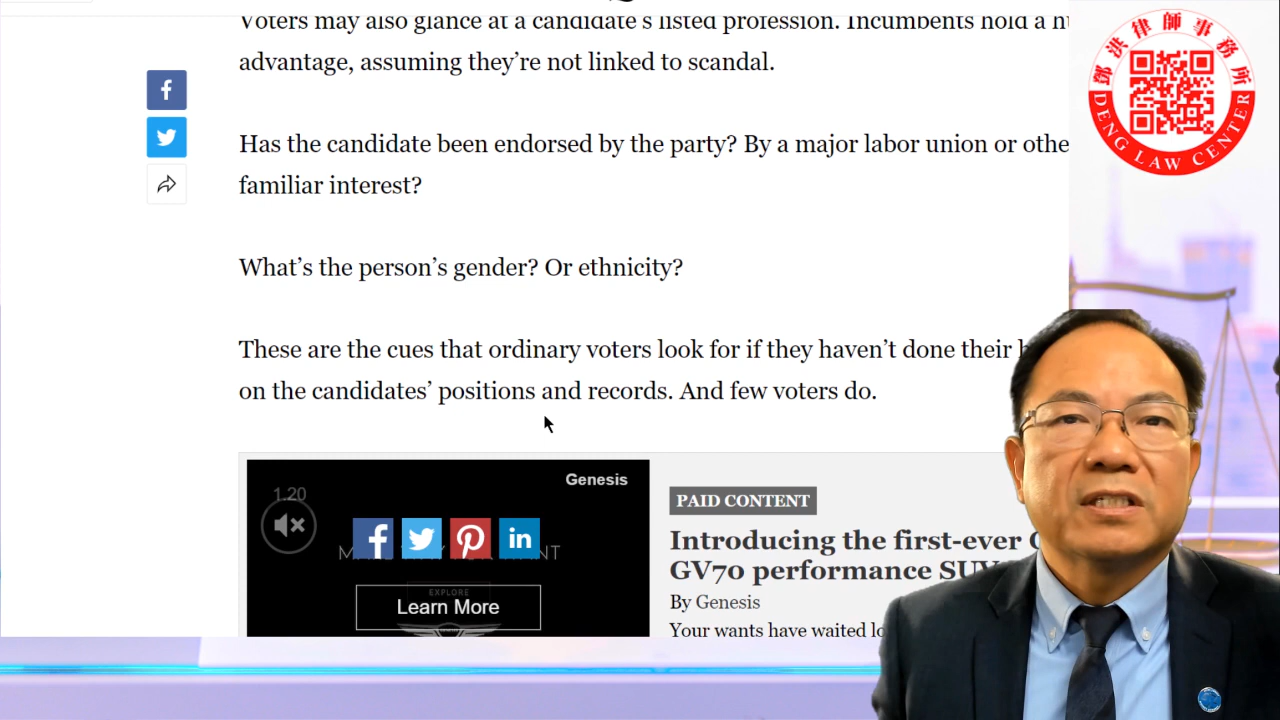 Voters may also glance at a candidate's listed profession. Incumbents hold a
advantage, assuming they're not linked to scandal.
Has the candidate been endorsed by the party? By a major labor union or
familiar interest?
What's the person's gender? Or ethnicity?
These are the cues that ordinary voters look for if they haven't done their
on the candidates' positions and records. And few voters do.
Genesis
1.20
EXPLORE
Learn More
PAID CONTENT
Introducing the first-ever
GV70 performance SUV
By Genesis
Your wants have waited
鄧洪律師事務所
DENG LAW CENTER